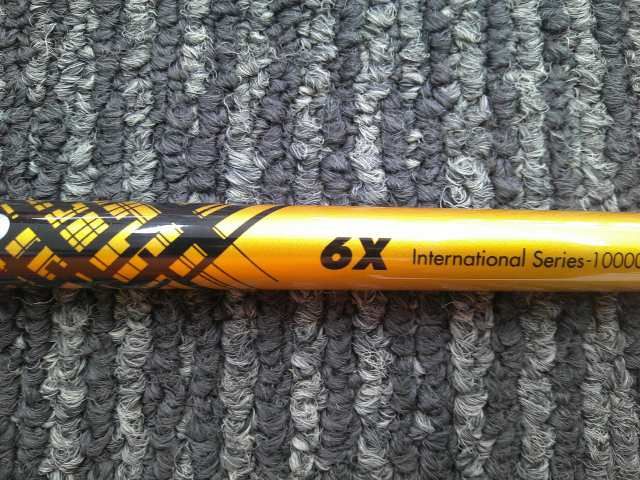 6X International Series-10000